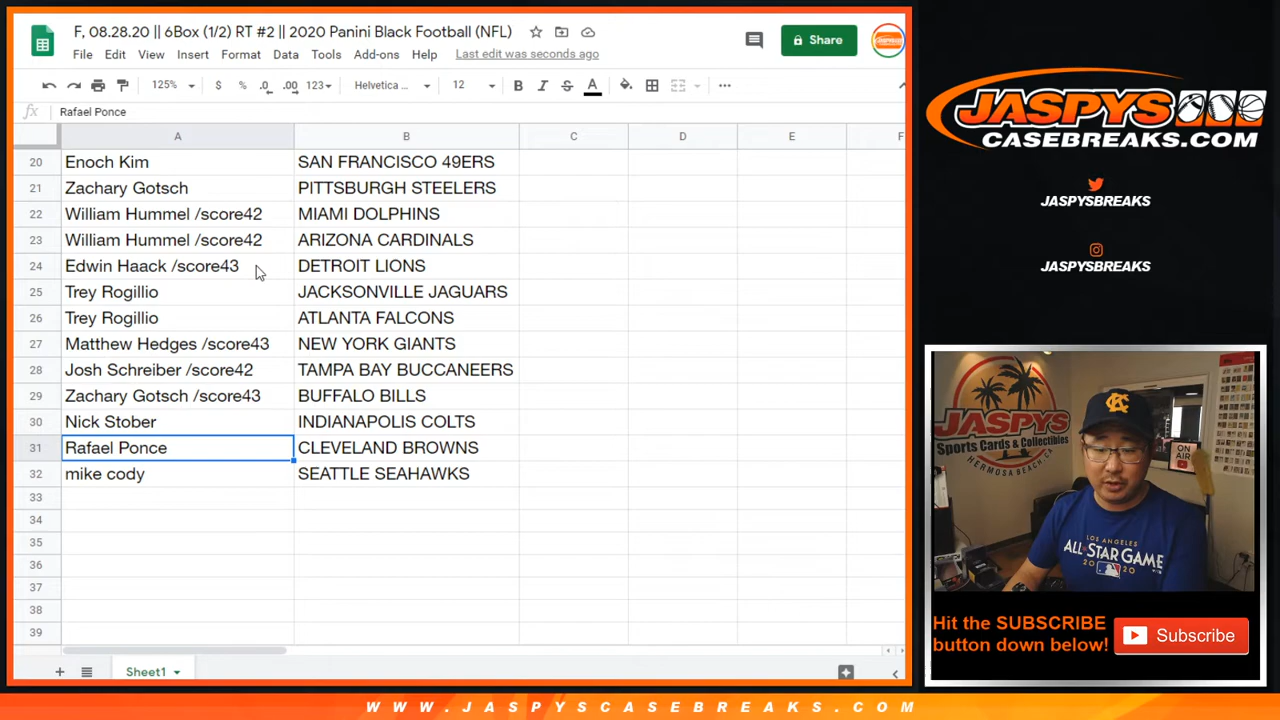 F, 08.28.20 || 6Box (1/2) RT #2 || 2020 Panini Black Football (NFL)
File Edit View Insert Format Data Tools Add-ons Help Last edit was seconds ago
Share
125% $ % .0 .00 123 Helvetica ... 12 B I S A
fx Rafael Ponce
A B C D E F
20 Enoch Kim SAN FRANCISCO 49ERS
21 Zachary Gotsch PITTSBURGH STEELERS
22 William Hummel /score42 MIAMI DOLPHINS
23 William Hummel /score42 ARIZONA CARDINALS
24 Edwin Haack /score43 DETROIT LIONS
25 Trey Rogillio JACKSONVILLE JAGUARS
26 Trey Rogillio ATLANTA FALCONS
27 Matthew Hedges /score43 NEW YORK GIANTS
28 Josh Schreiber /score42 TAMPA BAY BUCCANEERS
29 Zachary Gotsch /score43 BUFFALO BILLS
30 Nick Stober INDIANAPOLIS COLTS
31 Rafael Ponce CLEVELAND BROWNS
32 mike cody SEATTLE SEAHAWKS
33
34
35
36
37
38
39
Sheet1
JASPYS
CASEBREAKS.COM
JASPYSBREAKS
JASPYSBREAKS
JASPYS
Sports Cards & Collectibles
HERMOSA BEACH, CA
ON AIR
KC
LOS ANGELES
ALL STAR GAME
2020
Hit the SUBSCRIBE
button down below!
Subscribe
WWW.JASPYSCASEBREAKS.COM